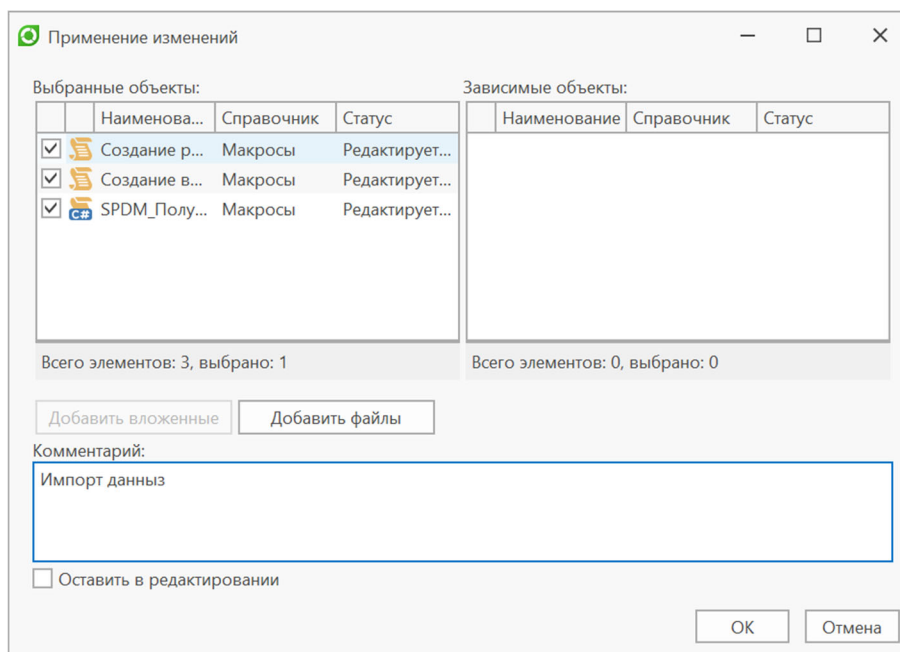 Применение изменений
Выбранные объекты:
Наименова... Справочник Статус
Создание р... Макросы Редактирует...
Создание в... Макросы Редактирует...
C# SPDM_Полу... Макросы Редактирует...
Всего элементов: 3, выбрано: 1
Зависимые объекты:
Наименование Справочник Статус
Всего элементов: 0, выбрано: 0
Добавить вложенные Добавить файлы
Комментарий:
Импорт данныз
Оставить в редактировании
ОК Отмена